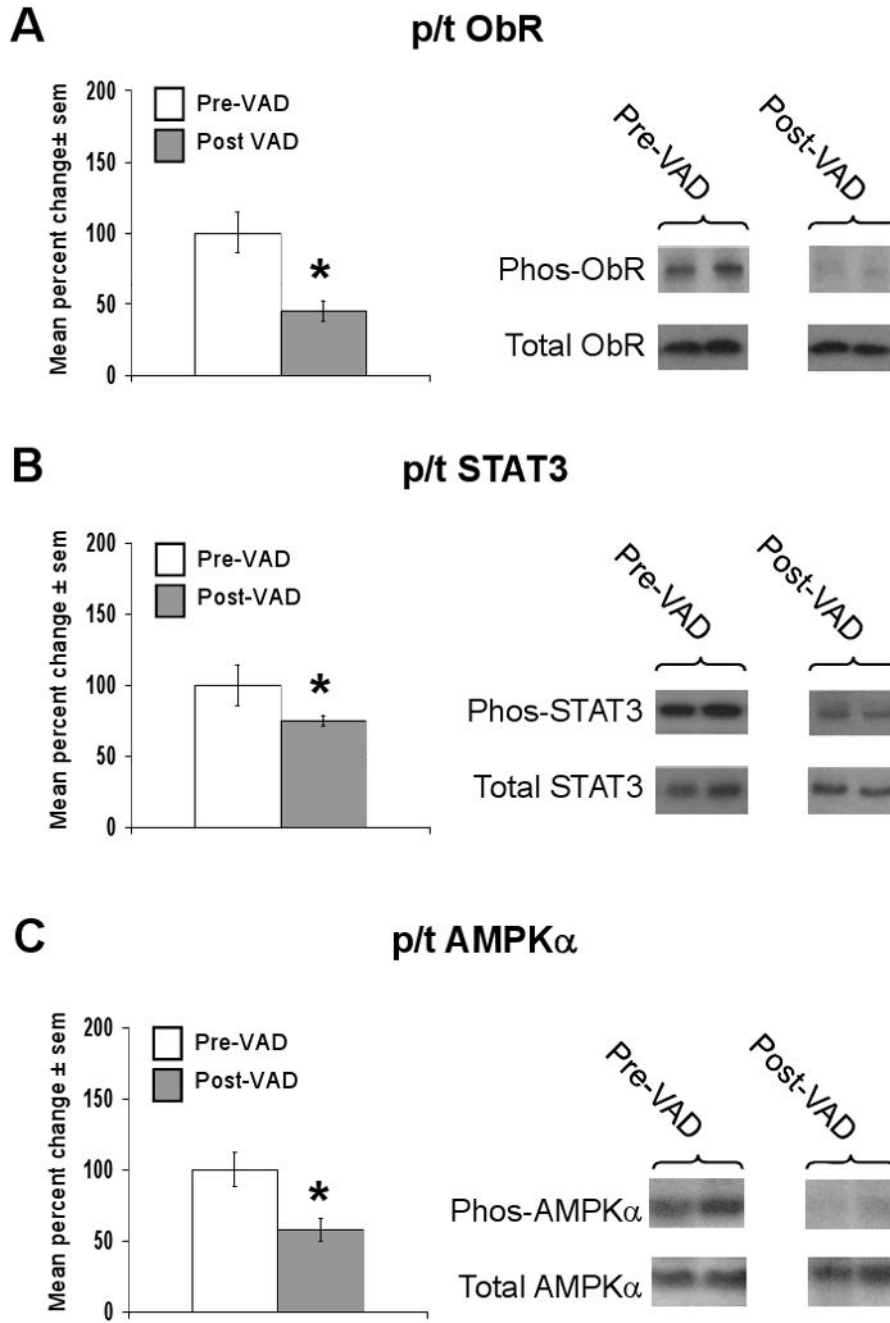 A
p/t ObR
Mean percent change± sem
200
150
100
50
0
Pre-VAD
Post VAD
*
Pre-VAD
Post-VAD
Phos-ObR
Total ObR
B
p/t STAT3
Mean percent change ± sem
200
150
100
50
0
Pre-VAD
Post-VAD
*
Pre-VAD
Post-VAD
Phos-STAT3
Total STAT3
C
p/t AMPKα
Mean percent change ± sem
200
150
100
50
0
Pre-VAD
Post-VAD
*
Pre-VAD
Post-VAD
Phos-AMPKα
Total AMPKα